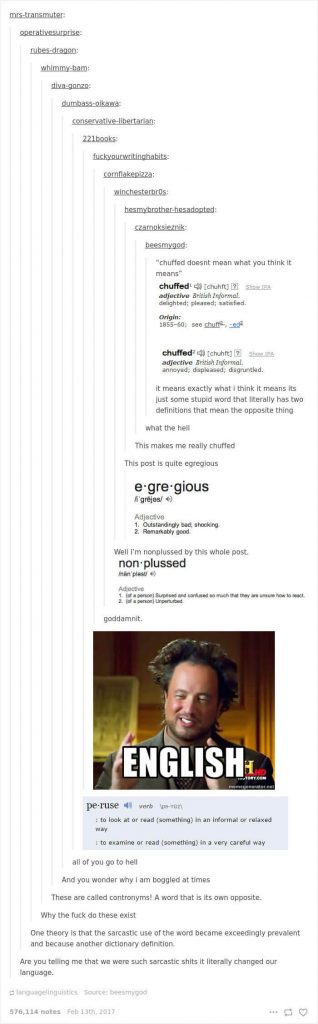 mrs-transmuter:
operativesurprise:
rubes-dragon:
whimmy-bam:
diva-gonzo:
dumbass-oikawa:
conservative-libertarian:
221books:
fuckyourwritinghabits:
cornflakepizza:
winchesterbr0s:
hesmybrother-hesadopted:
czarnoksieznik:
beesmygod:
"chuffed doesnt mean what you think it
means"
chuffed¹ [chuhft] ? Show IPA
adjective British Informal.
delighted; pleased; satisfied.
Origin:
1855–60; see chuff², -ed²
chuffed² [chuhft] ? Show IPA
adjective British Informal.
annoyed; displeased; disgruntled.
it means exactly what i think it means its
just some stupid word that literally has two
definitions that mean the opposite thing
what the hell
This makes me really chuffed
This post is quite egregious
e·gre·gious
/iˈgrējəs/
Adjective
1. Outstandingly bad; shocking.
2. Remarkably good.
Well I'm nonplussed by this whole post.
non·plussed
/nänˈpləst/
Adjective
1. (of a person) Surprised and confused so much that they are unsure how to react.
2. (of a person) Unperturbed.
goddamnit.
ENGLISH
H HD
HISTORY.COM
memegenerator.net
pe·ruse verb \pə-ˈrüz\
: to look at or read (something) in an informal or relaxed
way
: to examine or read (something) in a very careful way
all of you go to hell
And you wonder why i am boggled at times
These are called contronyms! A word that is its own opposite.
Why the fuck do these exist
One theory is that the sarcastic use of the word became exceedingly prevalent
and because another dictionary definition.
Are you telling me that we were such sarcastic shits it literally changed our
language.
languagelinguistics Source: beesmygod
576,114 notes Feb 13th, 2017